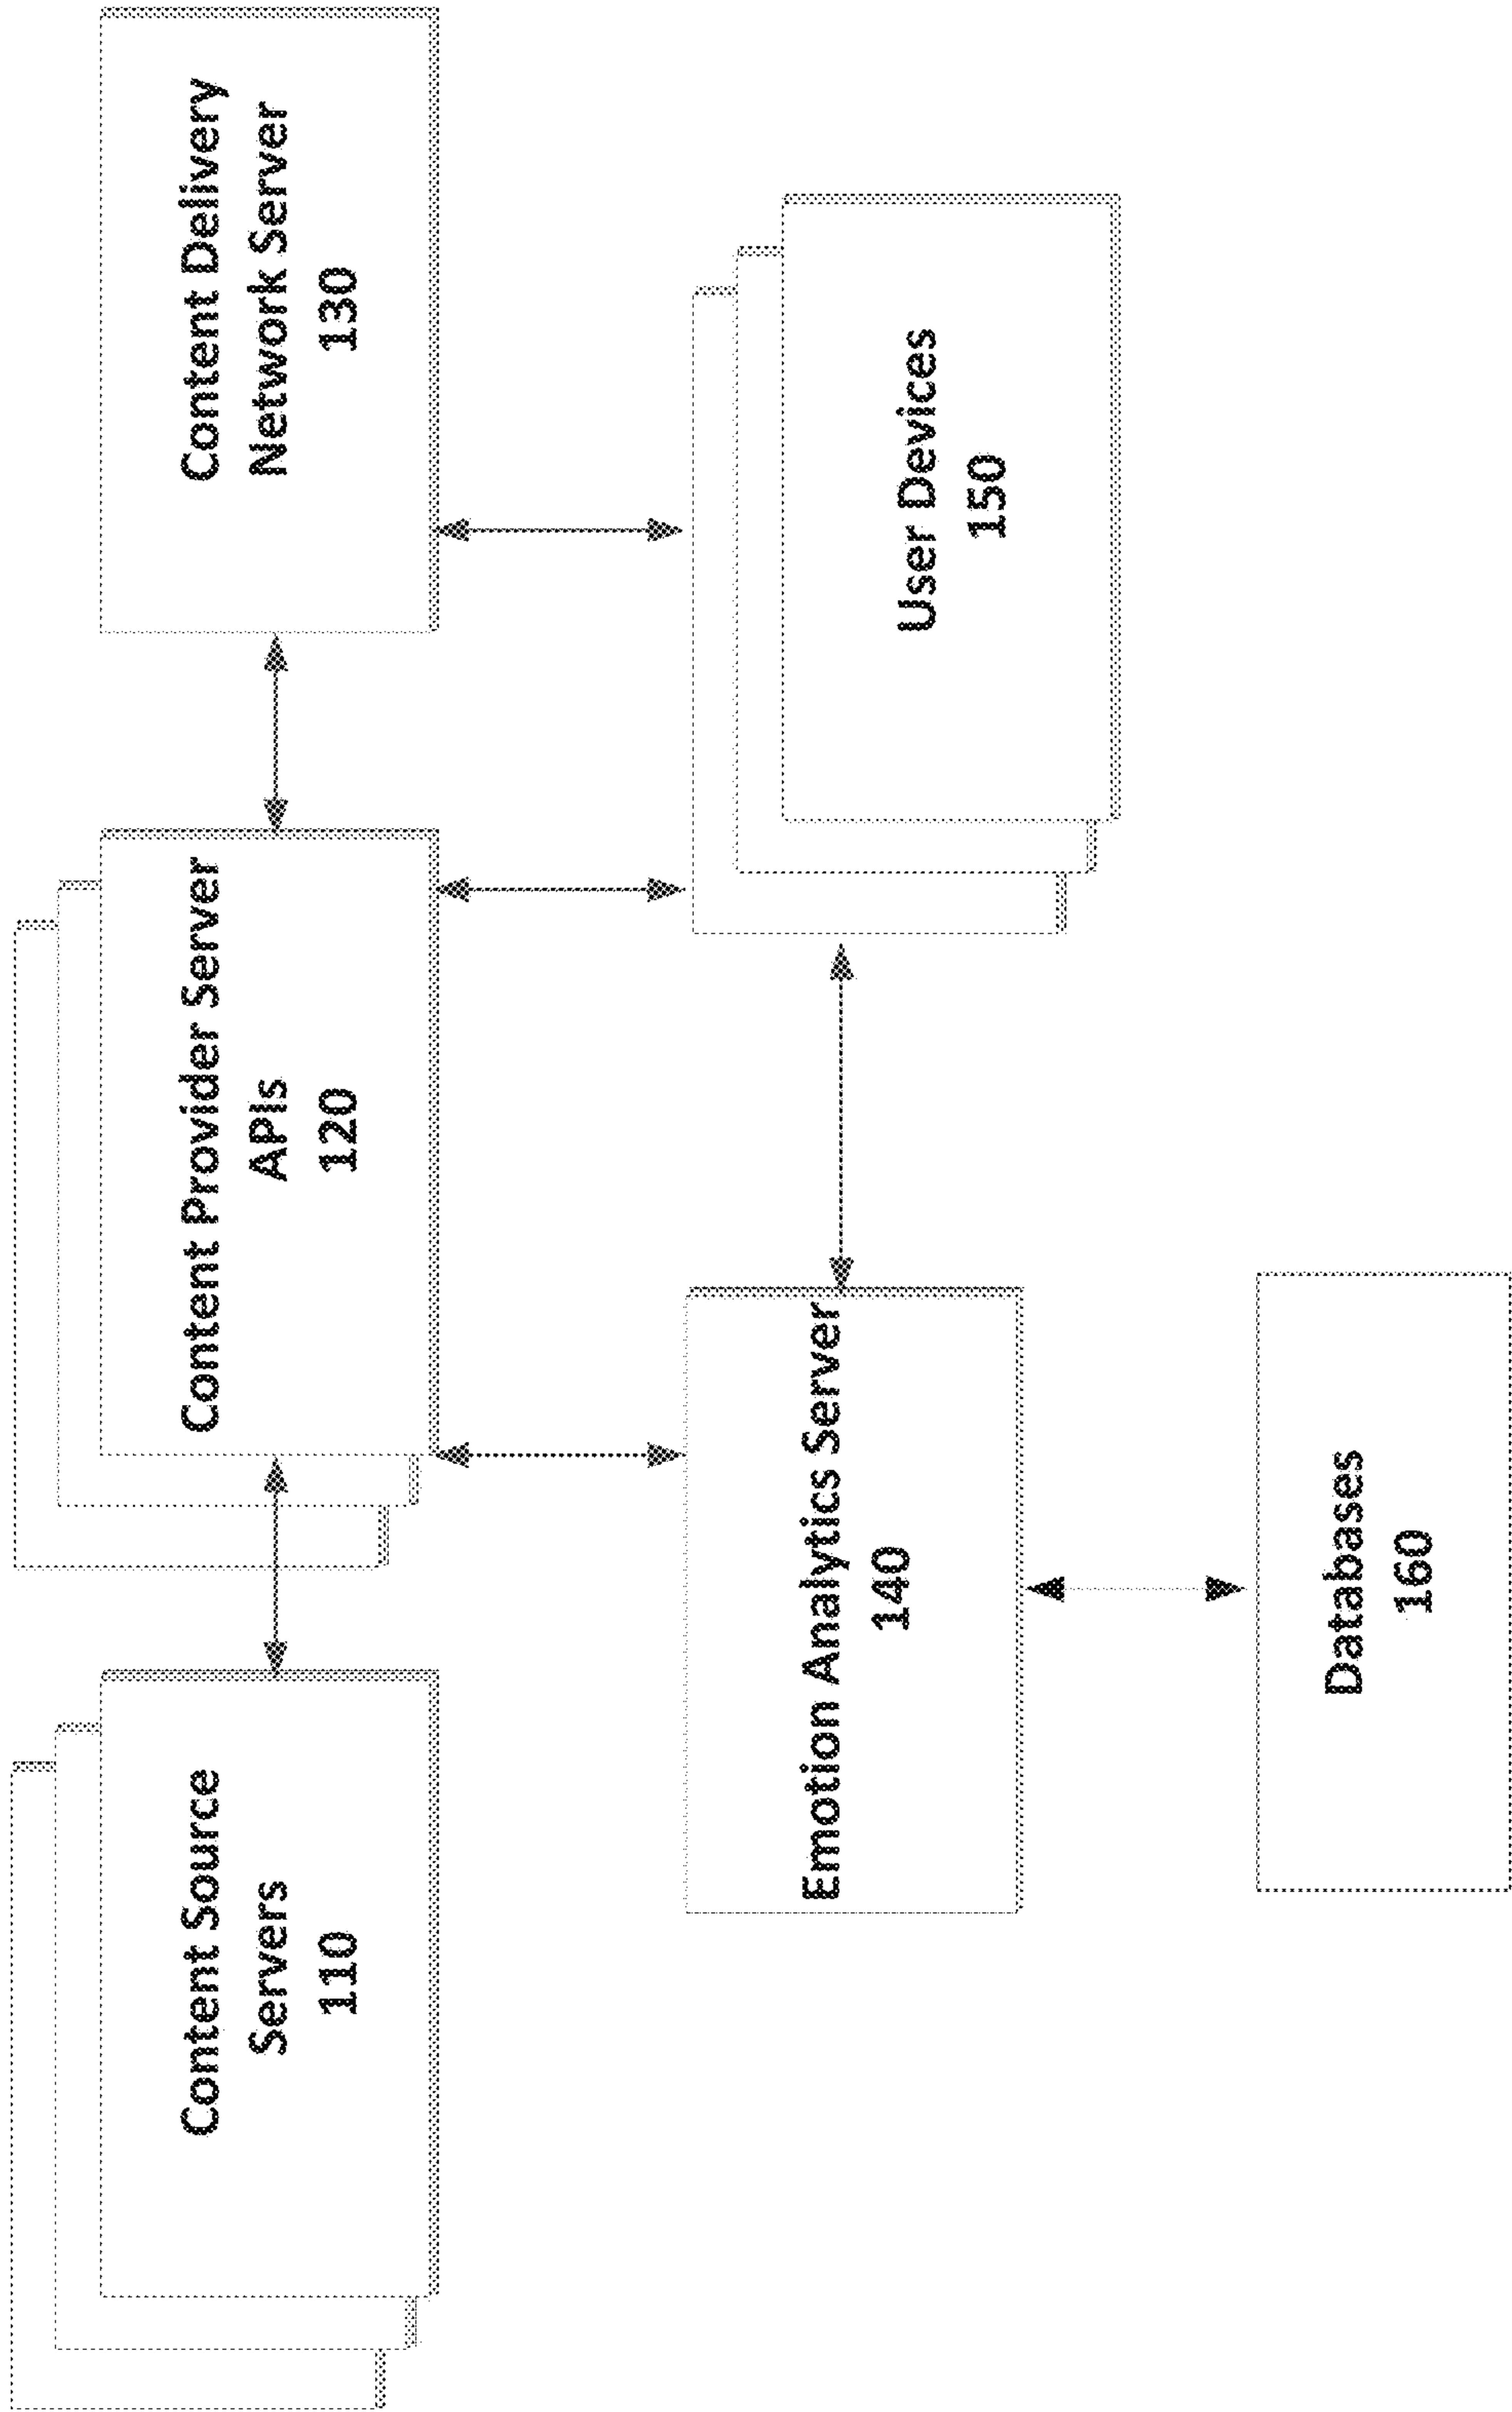 Content Source
Servers
110
Content Provider Server
APIs
120
Content Delivery
Network Server
130
Emotion Analytics Server
140
User Devices
150
Databases
160